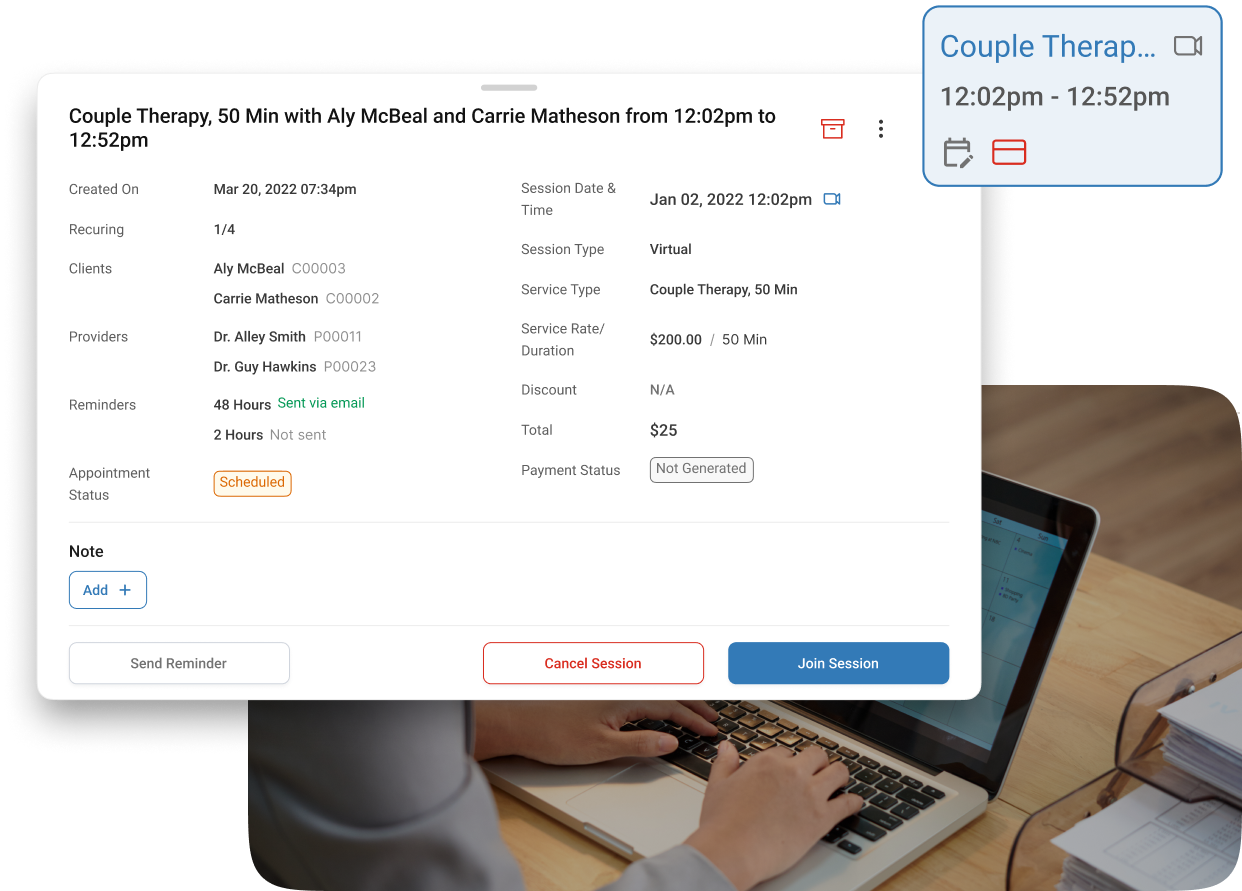 Couple Therap...
12:02pm - 12:52pm
Couple Therapy, 50 Min with Aly McBeal and Carrie Matheson from 12:02pm to
12:52pm
Created On
Mar 20, 2022 07:34pm
Recuring
1/4
Clients
Aly McBeal C00003
Carrie Matheson C00002
Providers
Dr. Alley Smith P00011
Dr. Guy Hawkins P00023
Reminders
48 Hours Sent via email
2 Hours Not sent
Appointment
Status
Scheduled
Session Date &
Time
Jan 02, 2022 12:02pm
Session Type
Virtual
Service Type
Couple Therapy, 50 Min
Service Rate/
Duration
$200.00 / 50 Min
Discount
N/A
Total
$25
Payment Status
Not Generated
Note
Add +
Send Reminder
Cancel Session
Join Session
Sat
Sun